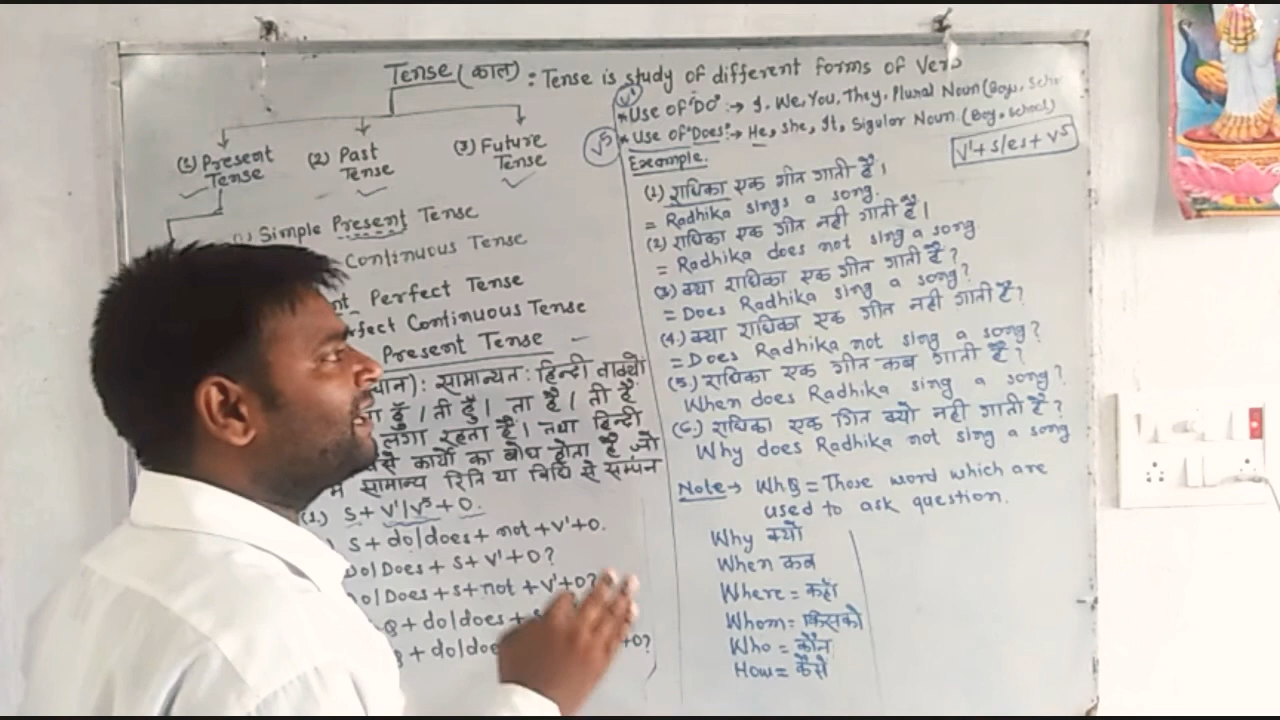 Tense (काल) : Tense is study of different forms of Verb
(1) Present Tense
(2) Past Tense
(3) Future Tense
(1) Simple Present Tense
Continuous Tense
Perfect Tense
Perfect Continuous Tense
Present Tense
: सामान्यत: हिन्दी वाक्यो
हूँ । ती हूँ । ता है । ती है
लगा रहता है । तथा हिन्दी
कार्यो का बोध होता है जो
सामान्य रिति या विधि से सम्पन
(1.) S + V¹/V⁵ + O.
S + do/does + not + V¹ + O.
Do/Does + S + V¹ + O?
Do/Does + S + not + V¹ + O?
+ do/does +
+ do/doe
+O?
V¹
* Use of "Do" :→ I, We, You, They, Plural Noun (Boys, Scho
V⁵
* Use of "Does" :→ He, she, It, Sigular Noun (Boy, School)
V¹ + s/es + V⁵
Example.
(1) राधिका एक गीत गाती है ।
= Radhika sings a song.
(2) राधिका एक गीत नही गाती है ।
= Radhika does not sing a song.
(3) क्या राधिका एक गीत गाती है ?
= Does Radhika sing a song?
(4.) क्या राधिका एक गीत नही गाती है ?
= Does Radhika not sing a song?
(5.) राधिका एक गीत कब गाती है ?
When does Radhika sing a song?
(6.) राधिका एक गित क्यो नही गाती है ?
Why does Radhika not sing a song
Note → WhQ = Those word which are
used to ask question.
Why क्यो
When कब
Where = कहाँ
Whom = किसको
Who = कौन
How = कैसे